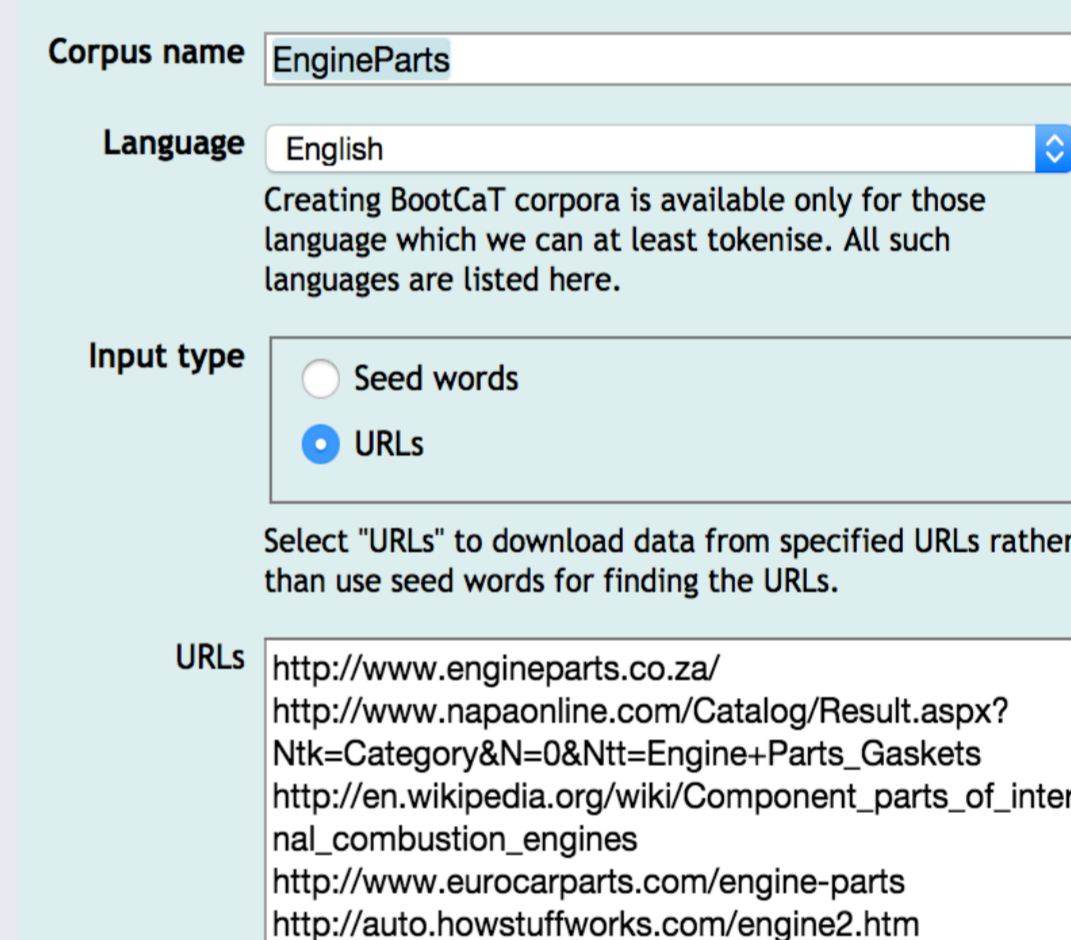 Corpus name EngineParts
Language English
Creating BootCaT corpora is available only for those
language which we can at least tokenise. All such
languages are listed here.
Input type
Seed words
URLs
Select "URLs" to download data from specified URLs rather
than use seed words for finding the URLs.
URLs http://www.engineparts.co.za/
http://www.napaonline.com/Catalog/Result.aspx?
Ntk=Category&N=0&Ntt=Engine+Parts_Gaskets
http://en.wikipedia.org/wiki/Component_parts_of_inter
nal_combustion_engines
http://www.eurocarparts.com/engine-parts
http://auto.howstuffworks.com/engine2.htm